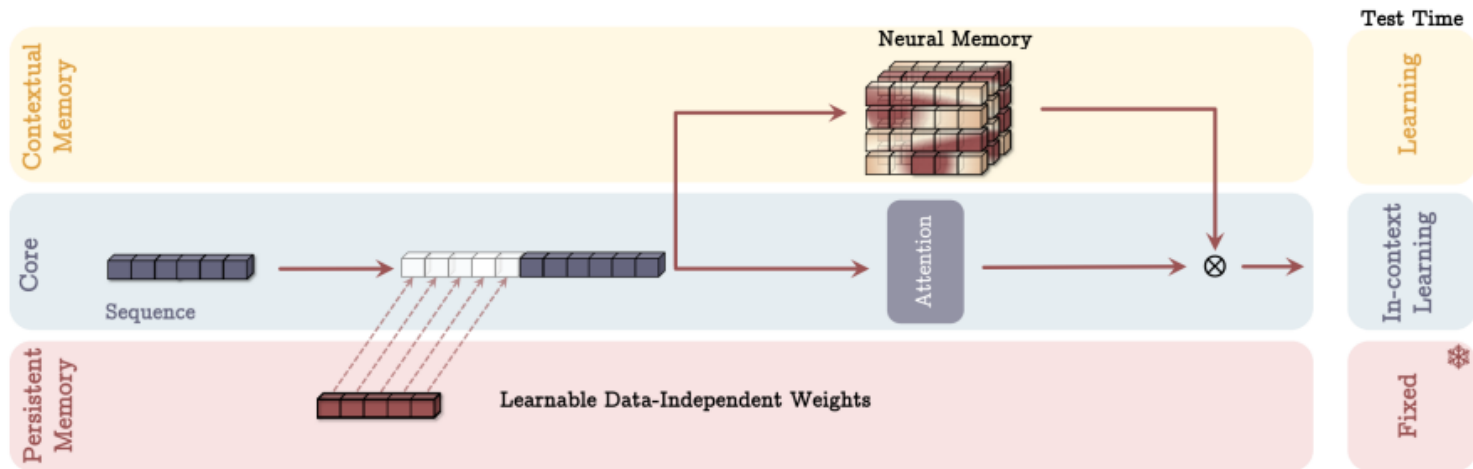 Test Time
Contextual
Memory
Neural Memory
Learning
Core
Sequence
Attention
In-context
Learning
Persistent
Memory
Learnable Data-Independent Weights
Fixed